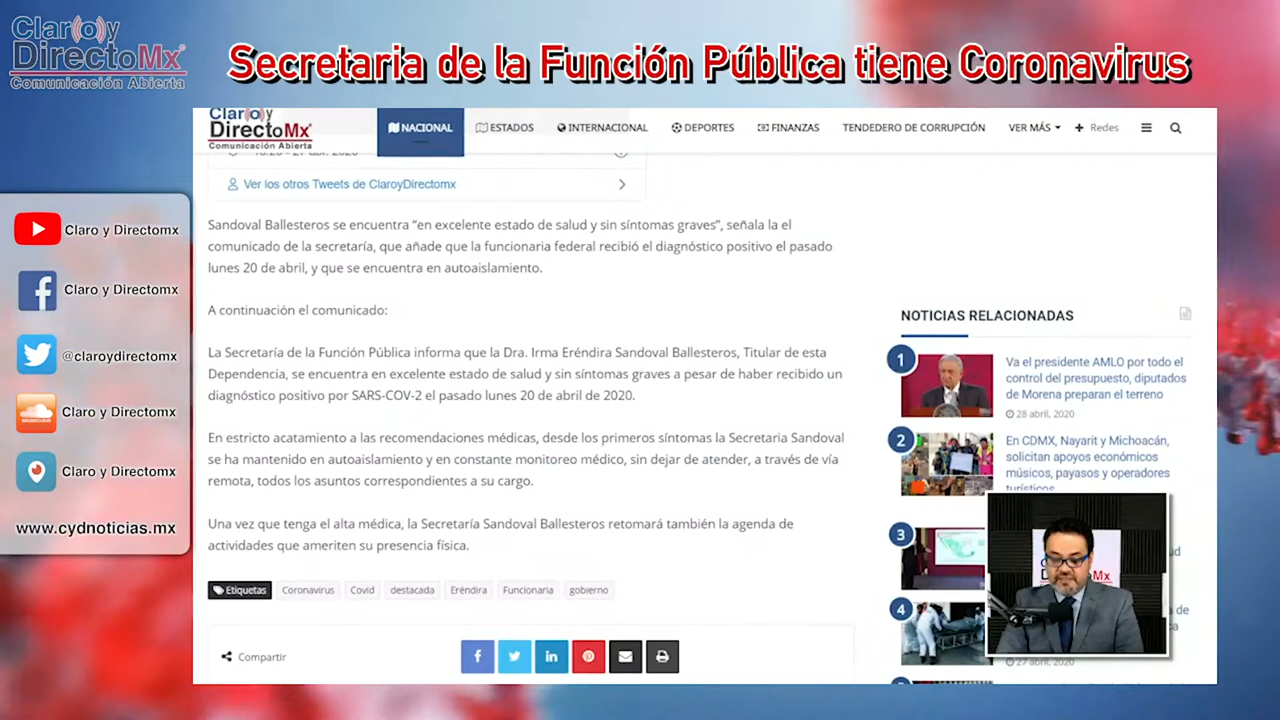 Claro y
DirectoMx
Comunicación Abierta
Secretaria de la Función Pública tiene Coronavirus
Claro y
DirectoMx
Comunicación Abierta
NACIONAL
ESTADOS
INTERNACIONAL
DEPORTES
FINANZAS
TENDEDERO DE CORRUPCIÓN
VER MÁS
Redes
Ver los otros Tweets de ClaroyDirectomx
Sandoval Ballesteros se encuentra “en excelente estado de salud y sin síntomas graves”, señala la el
comunicado de la secretaría, que añade que la funcionaria federal recibió el diagnóstico positivo el pasado
lunes 20 de abril, y que se encuentra en autoaislamiento.
A continuación el comunicado:
La Secretaría de la Función Pública informa que la Dra. Irma Eréndira Sandoval Ballesteros, Titular de esta
Dependencia, se encuentra en excelente estado de salud y sin síntomas graves a pesar de haber recibido un
diagnóstico positivo por SARS-COV-2 el pasado lunes 20 de abril de 2020.
En estricto acatamiento a las recomendaciones médicas, desde los primeros síntomas la Secretaria Sandoval
se ha mantenido en autoaislamiento y en constante monitoreo médico, sin dejar de atender, a través de vía
remota, todos los asuntos correspondientes a su cargo.
Una vez que tenga el alta médica, la Secretaría Sandoval Ballesteros retomará también la agenda de
actividades que ameriten su presencia física.
Etiquetas
Coronavirus
Covid
destacada
Eréndira
Funcionaria
gobierno
Compartir
NOTICIAS RELACIONADAS
1
Va el presidente AMLO por todo el
control del presupuesto, diputados
de Morena preparan el terreno
28 abril, 2020
2
En CDMX, Nayarit y Michoacán,
solicitan apoyos económicos
músicos, payasos y operadores
turísticos
3
4
de
27 abril, 2020
Claro y Directomx
Claro y Directomx
@claroydirectomx
SOUNDCLOUD
Claro y Directomx
Claro y Directomx
www.cydnoticias.mx